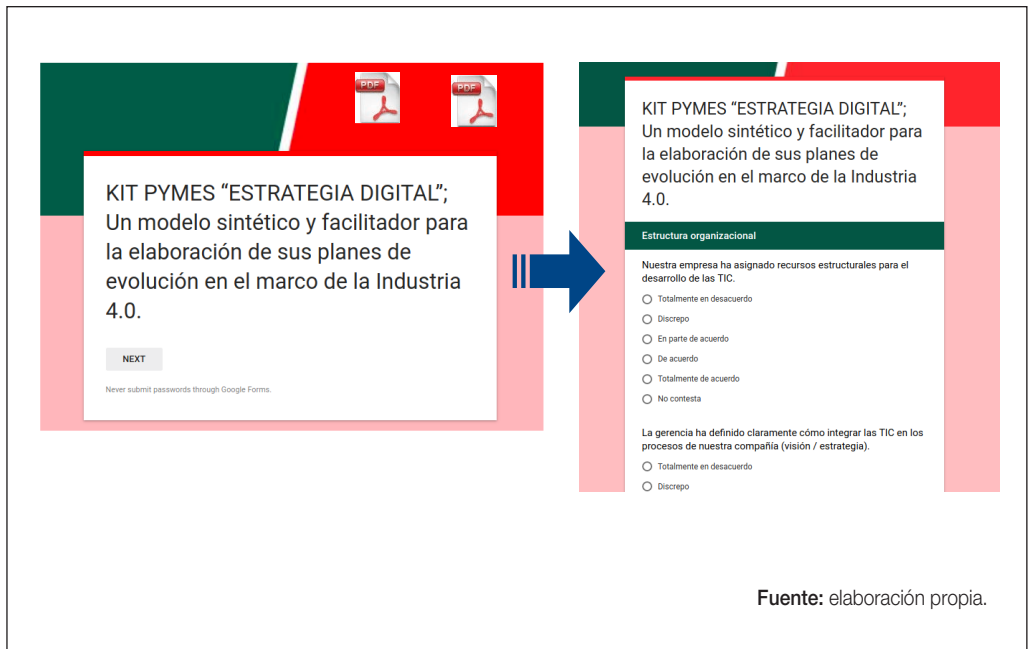 PDF
PDF
KIT PYMES “ESTRATEGIA DIGITAL”;
Un modelo sintético y facilitador para
la elaboración de sus planes de
evolución en el marco de la Industria
4.0.
NEXT
Never submit passwords through Google Forms.
KIT PYMES “ESTRATEGIA DIGITAL”;
Un modelo sintético y facilitador para
la elaboración de sus planes de
evolución en el marco de la Industria
4.0.
Estructura organizacional
Nuestra empresa ha asignado recursos estructurales para el
desarrollo de las TIC.
Totalmente en desacuerdo
Discrepo
En parte de acuerdo
De acuerdo
Totalmente de acuerdo
No contesta
La gerencia ha definido claramente cómo integrar las TIC en los
procesos de nuestra compañía (visión / estrategia).
Totalmente en desacuerdo
Discrepo
Fuente: elaboración propia.